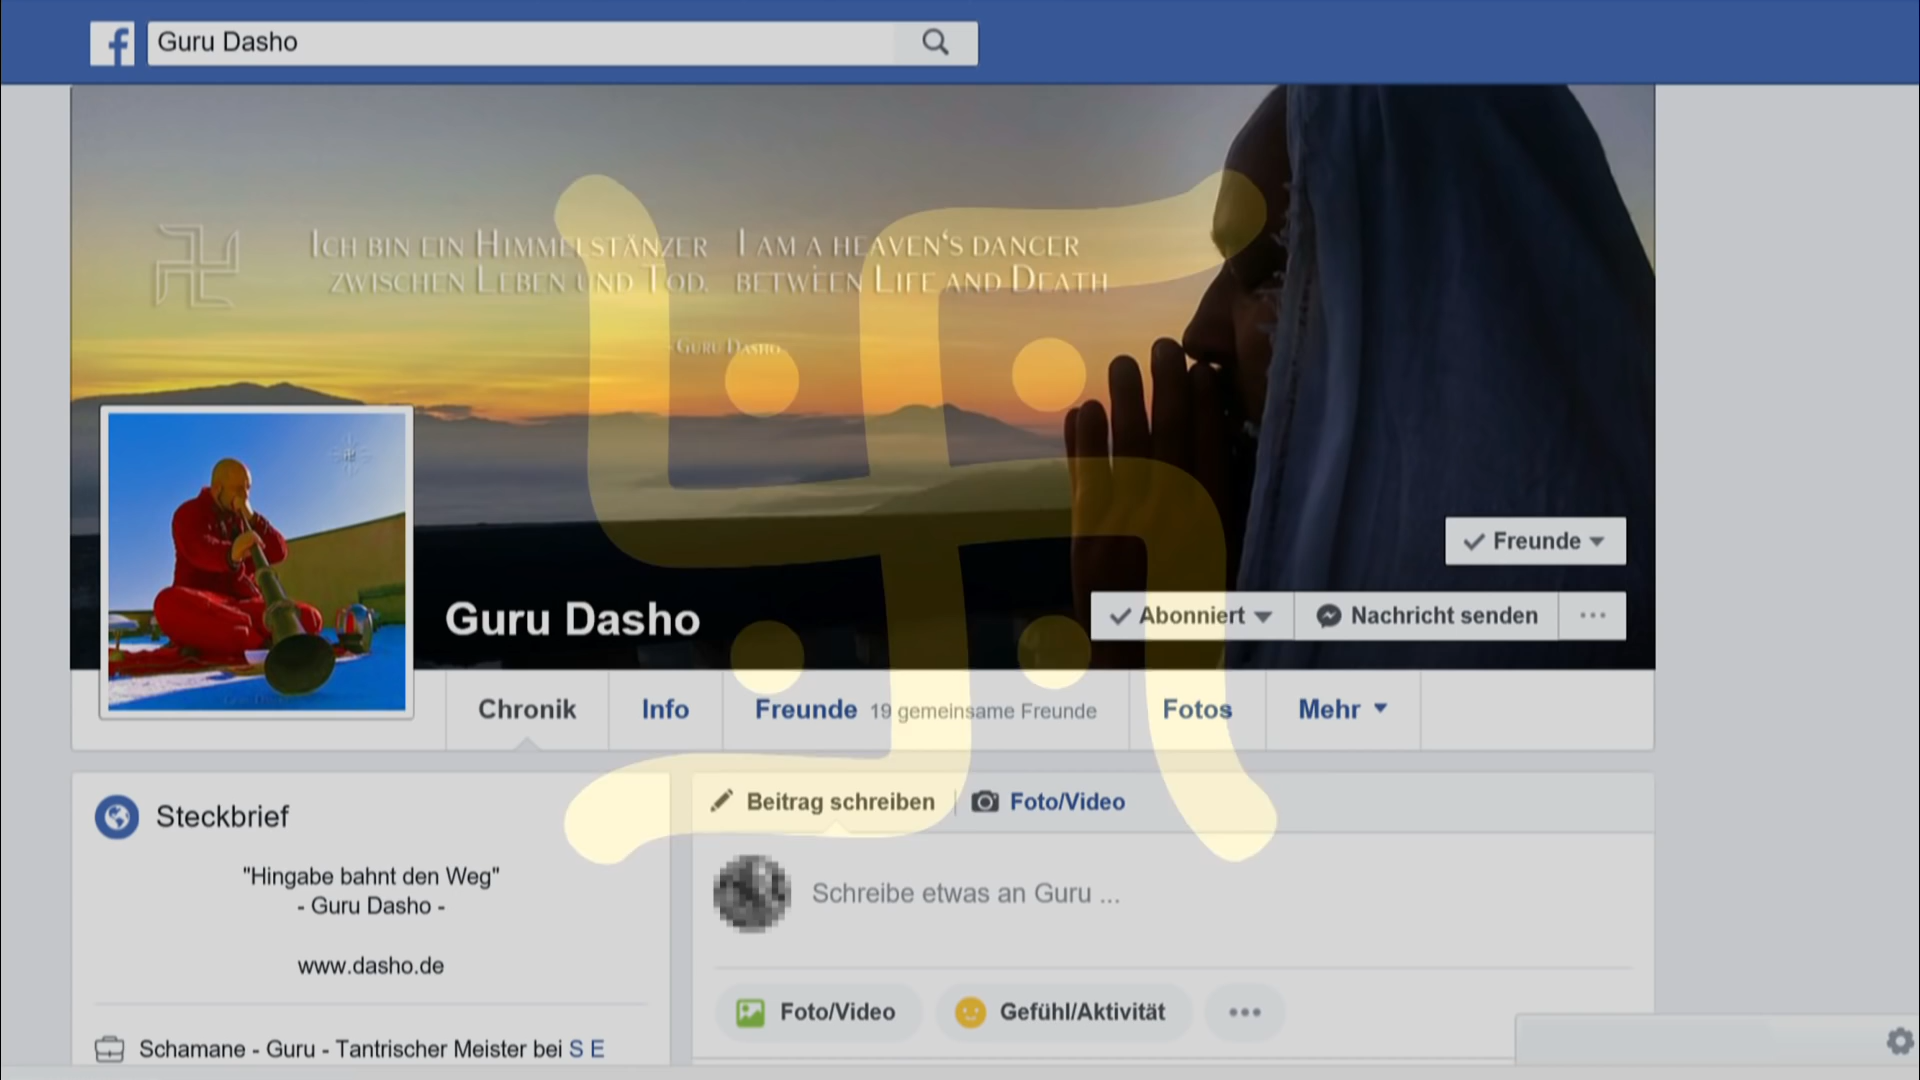 f
Guru Dasho
ICH BIN EIN HIMMELSTÄNZER
ZWISCHEN LEBEN UND TOD.
I AM A HEAVEN'S DANCER
BETWEEN LIFE AND DEATH
GURU DASHO
Freunde
Guru Dasho
Abonniert
Nachricht senden
...
Chronik
Info
Freunde 19 gemeinsame Freunde
Fotos
Mehr
Steckbrief
"Hingabe bahnt den Weg"
- Guru Dasho -
www.dasho.de
Schamane - Guru - Tantrischer Meister bei S E
Beitrag schreiben
Foto/Video
Schreibe etwas an Guru ...
Foto/Video
Gefühl/Aktivität
...